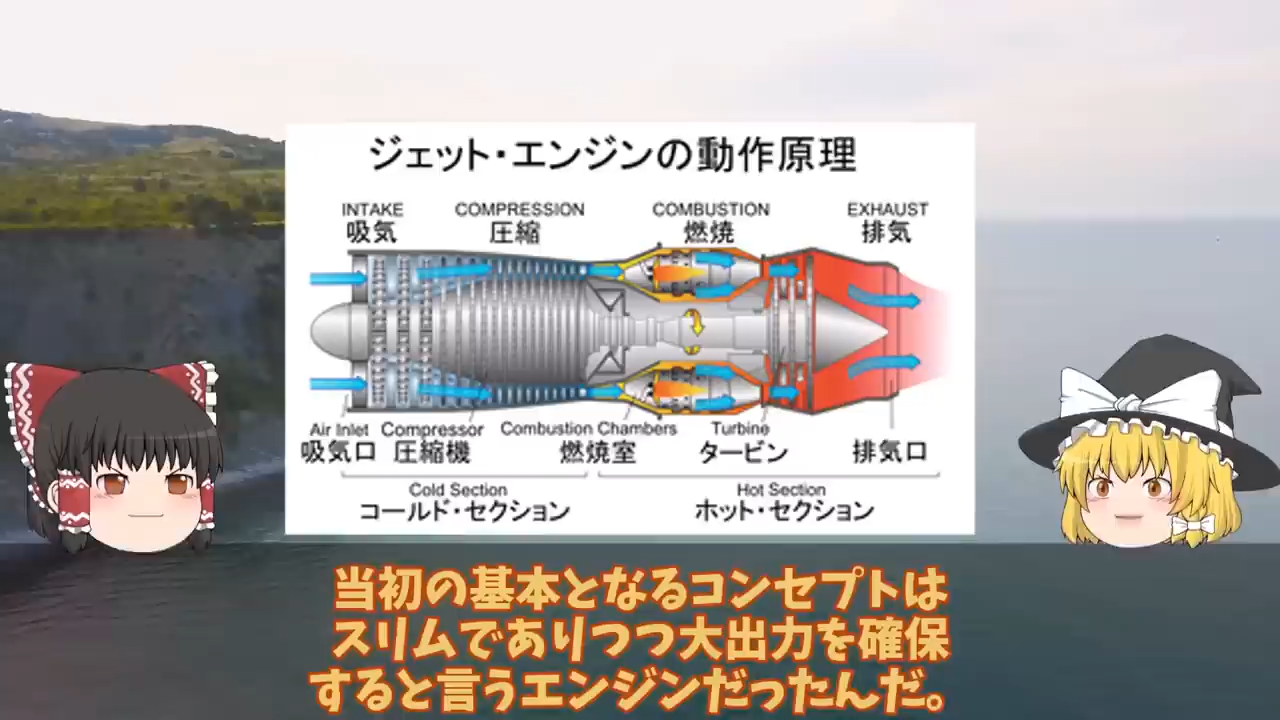 ジェット・エンジンの動作原理
INTAKE COMPRESSION COMBUSTION EXHAUST
吸気 圧縮 燃焼 排気
Air Inlet Compressor Combustion Chambers Turbine
吸気口 圧縮機 燃焼室 タービン 排気口
Cold Section Hot Section
コールド・セクション ホット・セクション
当初の基本となるコンセプトは
スリムでありつつ大出力を確保
すると言うエンジンだったんだ。